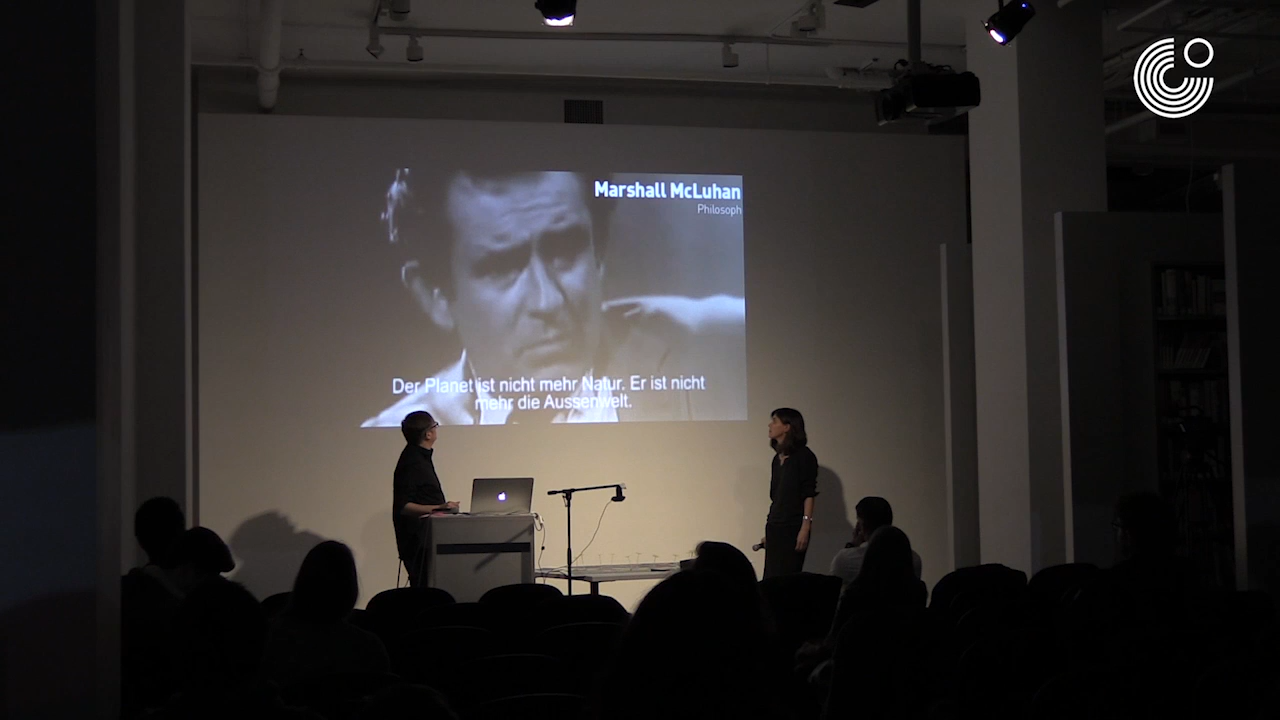 Marshall McLuhan
Philosoph
Der Planet ist nicht mehr Natur. Er ist nicht
mehr die Aussenwelt.